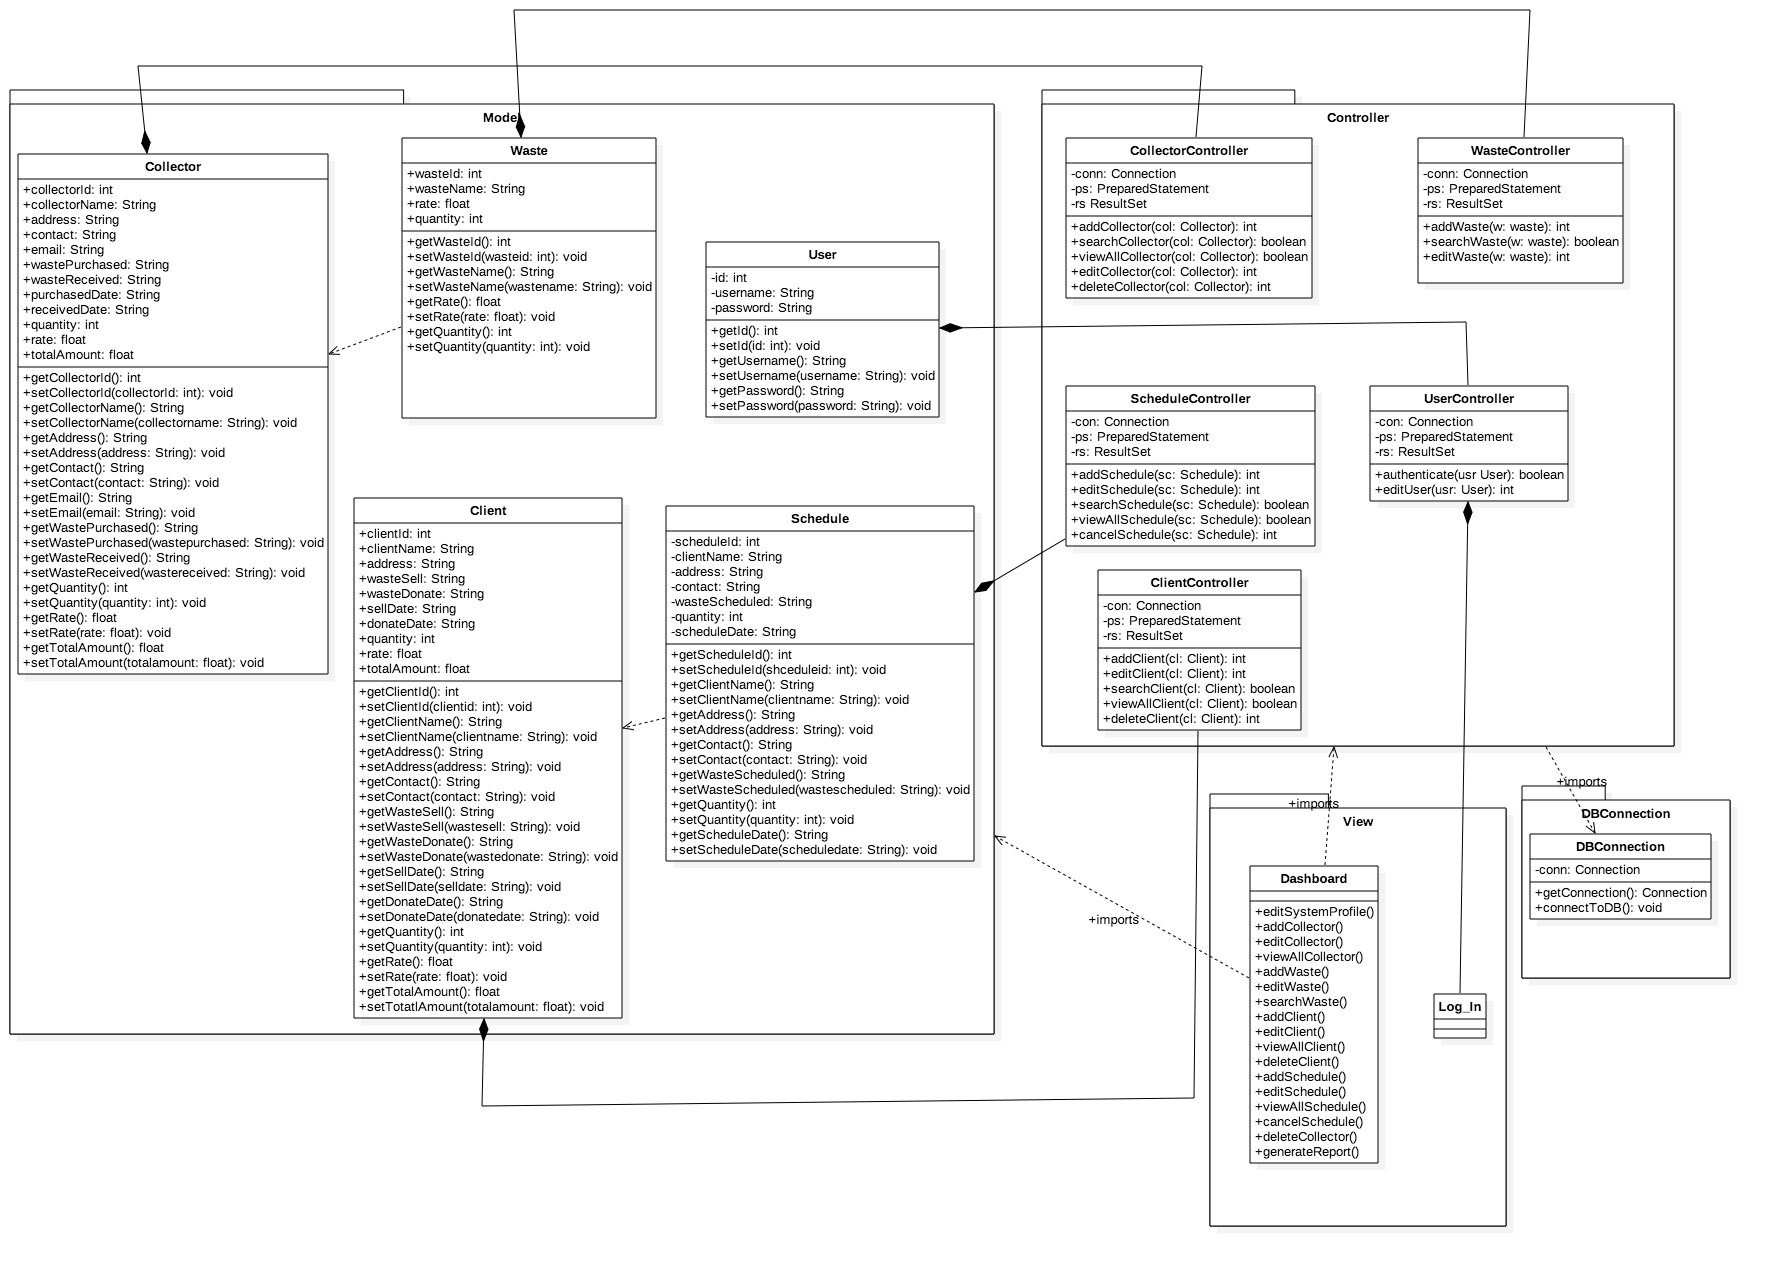 Model
Collector
+collectorId: int
+collectorName: String
+address: String
+contact: String
+email: String
+wastePurchased: String
+wasteReceived: String
+purchasedDate: String
+receivedDate: String
+quantity: int
+rate: float
+totalAmount: float
+getCollectorId(): int
+setCollectorId(collectorId: int): void
+getCollectorName(): String
+setCollectorName(collectorname: String): void
+getAddress(): String
+setAddress(address: String): void
+getContact(): String
+setContact(contact: String): void
+getEmail(): String
+setEmail(email: String): void
+getWastePurchased(): String
+setWastePurchased(wastepurchased: String): void
+getWasteReceived(): String
+setWasteReceived(wastereceived: String): void
+getQuantity(): int
+setQuantity(quantity: int): void
+getRate(): float
+setRate(rate: float): void
+getTotalAmount(): float
+setTotalAmount(totalamount: float): void
Waste
+wasteId: int
+wasteName: String
+rate: float
+quantity: int
+getWasteId(): int
+setWasteId(wasteid: int): void
+getWasteName(): String
+setWasteName(wastename: String): void
+getRate(): float
+setRate(rate: float): void
+getQuantity(): int
+setQuantity(quantity: int): void
User
-id: int
-username: String
-password: String
+getId(): int
+setId(id: int): void
+getUsername(): String
+setUsername(username: String): void
+getPassword(): String
+setPassword(password: String): void
Client
+clientId: int
+clientName: String
+address: String
+wasteSell: String
+wasteDonate: String
+sellDate: String
+donateDate: String
+quantity: int
+rate: float
+totalAmount: float
+getClientId(): int
+setClientId(clientid: int): void
+getClientName(): String
+setClientName(clientname: String): void
+getAddress(): String
+setAddress(address: String): void
+getContact(): String
+setContact(contact: String): void
+getWasteSell(): String
+setWasteSell(wastesell: String): void
+getWasteDonate(): String
+setWasteDonate(wastedonate: String): void
+getSellDate(): String
+setSellDate(selldate: String): void
+getDonateDate(): String
+setDonateDate(donatedate: String): void
+getQuantity(): int
+setQuantity(quantity: int): void
+getRate(): float
+setRate(rate: float): void
+getTotalAmount(): float
+setTotatlAmount(totalamount: float): void
Schedule
-scheduleId: int
-clientName: String
-address: String
-contact: String
-wasteScheduled: String
-quantity: int
-scheduleDate: String
+getScheduleId(): int
+setScheduleId(shceduleid: int): void
+getClientName(): String
+setClientName(clientname: String): void
+getAddress(): String
+setAddress(address: String): void
+getContact(): String
+setContact(contact: String): void
+getWasteScheduled(): String
+setWasteScheduled(wastescheduled: String): void
+getQuantity(): int
+setQuantity(quantity: int): void
+getScheduleDate(): String
+setScheduleDate(scheduledate: String): void
Controller
CollectorController
-conn: Connection
-ps: PreparedStatement
-rs ResultSet
+addCollector(col: Collector): int
+searchCollector(col: Collector): boolean
+viewAllCollector(col: Collector): boolean
+editCollector(col: Collector): int
+deleteCollector(col: Collector): int
WasteController
-conn: Connection
-ps: PreparedStatement
-rs ResultSet
+addWaste(w: waste): int
+searchWaste(w: waste): boolean
+editWaste(w: waste): int
ScheduleController
-con: Connection
-ps: PreparedStatement
-rs: ResultSet
+addSchedule(sc: Schedule): int
+editSchedule(sc: Schedule): int
+searchSchedule(sc: Schedule): boolean
+viewAllSchedule(sc: Schedule): boolean
+cancelSchedule(sc: Schedule): int
UserController
-con: Connection
-ps: PreparedStatement
-rs: ResultSet
+authenticate(usr User): boolean
+editUser(usr: User): int
ClientController
-con: Connection
-ps: PreparedStatement
-rs: ResultSet
+addClient(cl: Client): int
+editClient(cl: Client): int
+searchClient(cl: Client): boolean
+viewAllClient(cl: Client): boolean
+deleteClient(cl: Client): int
+imports
+imports
+imports
View
Dashboard
+editSystemProfile()
+addCollector()
+editCollector()
+viewAllCollector()
+addWaste()
+editWaste()
+searchWaste()
+addClient()
+editClient()
+viewAllClient()
+deleteClient()
+addSchedule()
+editSchedule()
+viewAllSchedule()
+cancelSchedule()
+deleteCollector()
+generateReport()
Log_In
DBConnection
DBConnection
-conn: Connection
+getConnection(): Connection
+connectToDB(): void